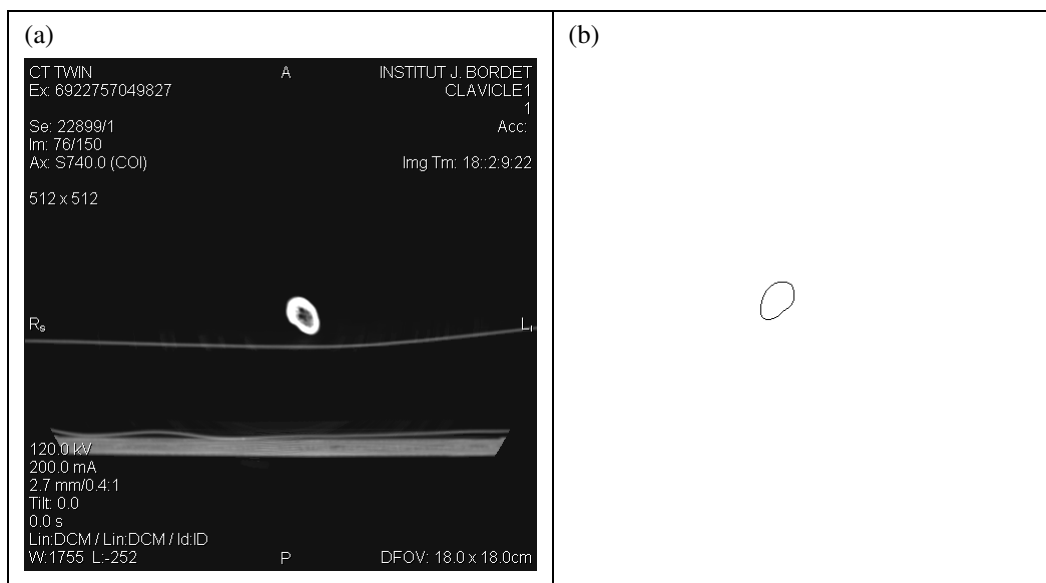 (a)
CT TWIN
A
INSTITUT J. BORDET
Ex: 6922757049827
CLAVICLE1
1
Se: 22899/1
Acc:
Im: 76/150
Ax: S740.0 (COI)
Img Tm: 18::2:9:22
512 x 512
Rs
LI
120.0 kV
200.0 mA
2.7 mm/0.4:1
Tilt: 0.0
0.0 s
Lin:DCM / Lin:DCM / Id:ID
W:1755 L:-252
P
DFOV: 18.0 x 18.0cm
(b)